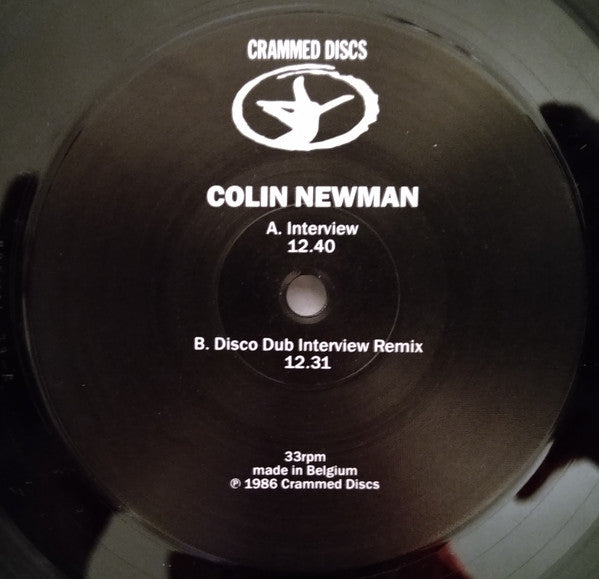 CRAMMED DISCS
COLIN NEWMAN
A. Interview
12.40
B. Disco Dub Interview Remix
12.31
33rpm
made in Belgium
℗ 1986 Crammed Discs